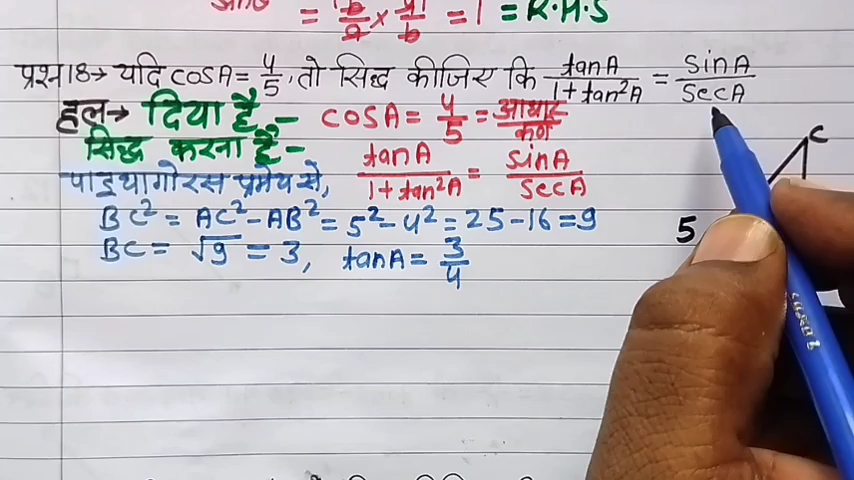 = b/a × a/b = 1 = R.H.S
प्रश्न 18→ यदि cosA = 4/5, तो सिद्ध कीजिए कि tanA/1+tan²A = sinA/secA
हल→ दिया है,- cosA = 4/5 = आधार/कर्ण
सिद्ध करना है- tanA/1+tan²A = sinA/secA
पाइथागोरस प्रमेय से,
BC² = AC² - AB² = 5² - 4² = 25 - 16 = 9
BC = √9 = 3, tanA = 3/4
C
5